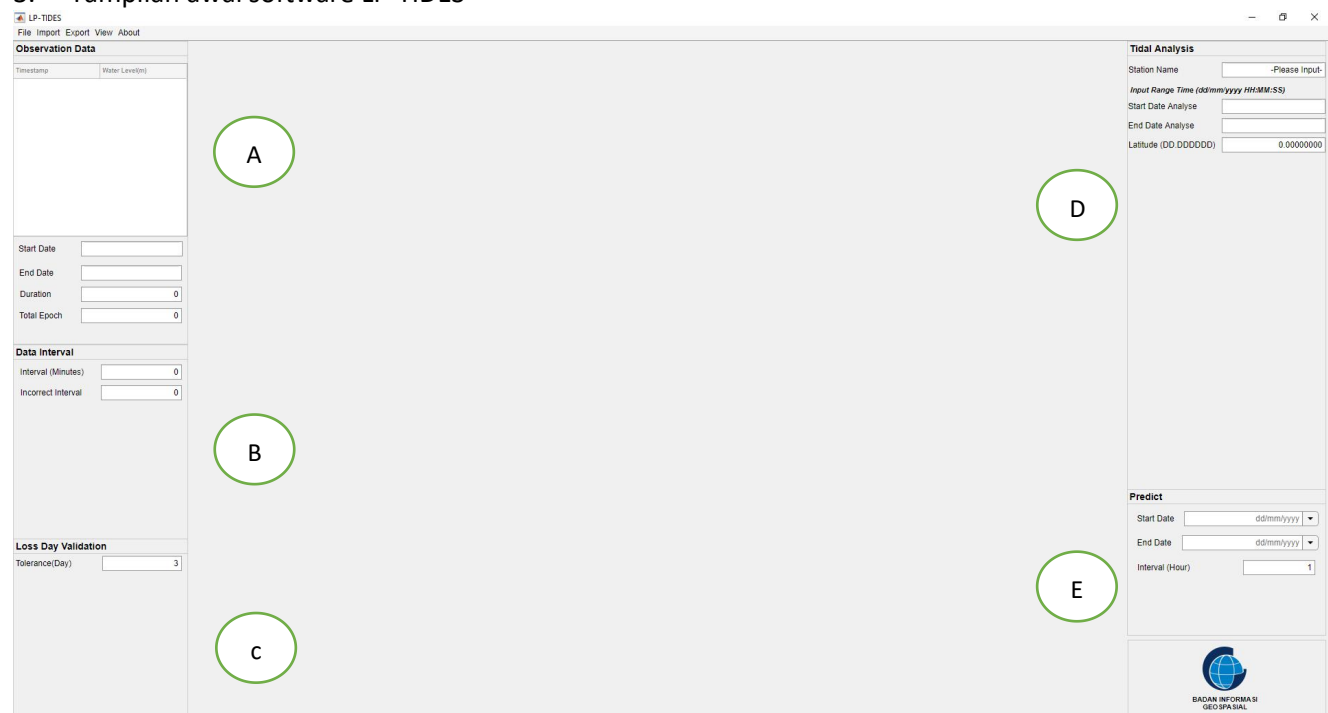 LP-TIDES
File Import Export View About
Observation Data
Timestamp Water Level(m)
Start Date
End Date
Duration 0
Total Epoch 0
Data Interval
Interval (Minutes) 0
Incorrect Interval 0
Loss Day Validation
Tolerance(Day) 3
A
B
c
D
E
Tidal Analysis
Station Name -Please Input-
Input Range Time (dd/mm/yyyy HH:MM:SS)
Start Date Analyse
End Date Analyse
Latitude (DD.DDDDDD) 0.00000000
Predict
Start Date dd/mm/yyyy
End Date dd/mm/yyyy
Interval (Hour) 1
BADAN INFORMASI
GEOSPASIAL